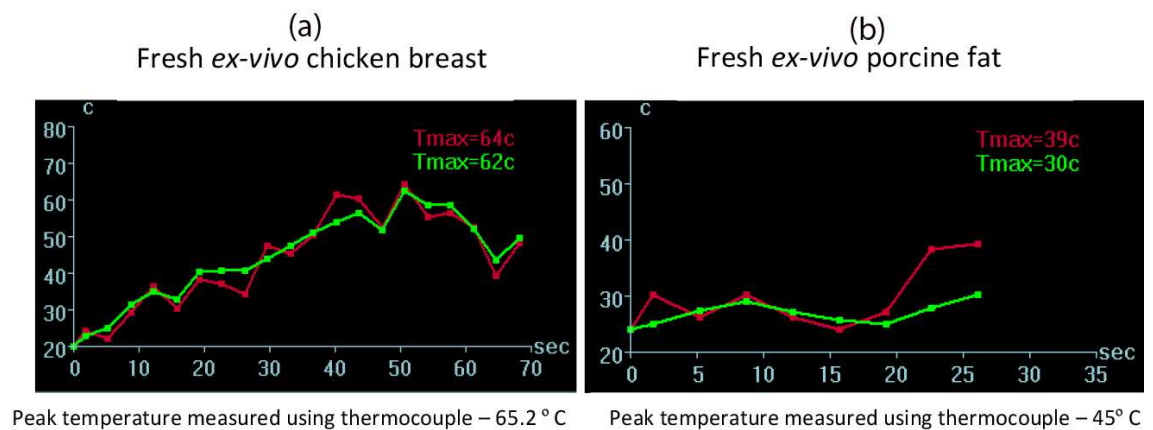 (a)
Fresh ex-vivo chicken breast
c
80
70
60
50
40
30
20
Tmax=64c
Tmax=62c
0 10 20 30 40 50 60 70
sec
Peak temperature measured using thermocouple – 65.2 ° C
(b)
Fresh ex-vivo porcine fat
c
60
50
40
30
20
Tmax=39c
Tmax=30c
0 5 10 15 20 25 30 35
sec
Peak temperature measured using thermocouple – 45° C